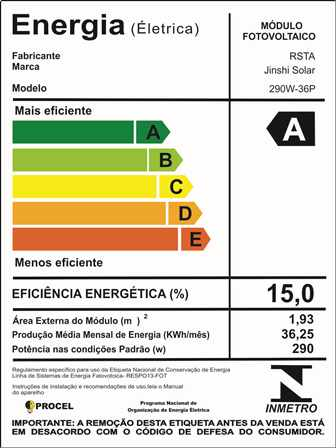 Energia (Életrica) MÓDULO FOTOVOLTAICO
Fabricante RSTA
Marca Jinshi Solar
Modelo 290W-36P
Mais eficiente
A A
B
C
D
E
Menos eficiente
EFICIÊNCIA ENERGÉTICA (%) 15,0
Área Externa do Módulo (m )² 1,93
Produção Média Mensal de Energia (KWh/mês) 36,25
Potência nas condições Padrão (w) 290
Regulamento específico para uso da Etiqueta Nacional de Conservação de Energia
Linha de Sistemas de Energia Fotovoltaica- RESPO13-FOT
Instruções de Instalação e recomendações de uso,leia o Manual
do aparelho
PROCEL
Programa Nacional de
Organização de Energia Eletrica
INMETRO
IMPORTANTE: A REMOÇÃO DESTA ETIQUETA ANTES DA VENDA ESTÁ
EM DESACORDO COM O CÓDIGO DE DEFESA DO CONSUMIDOR.